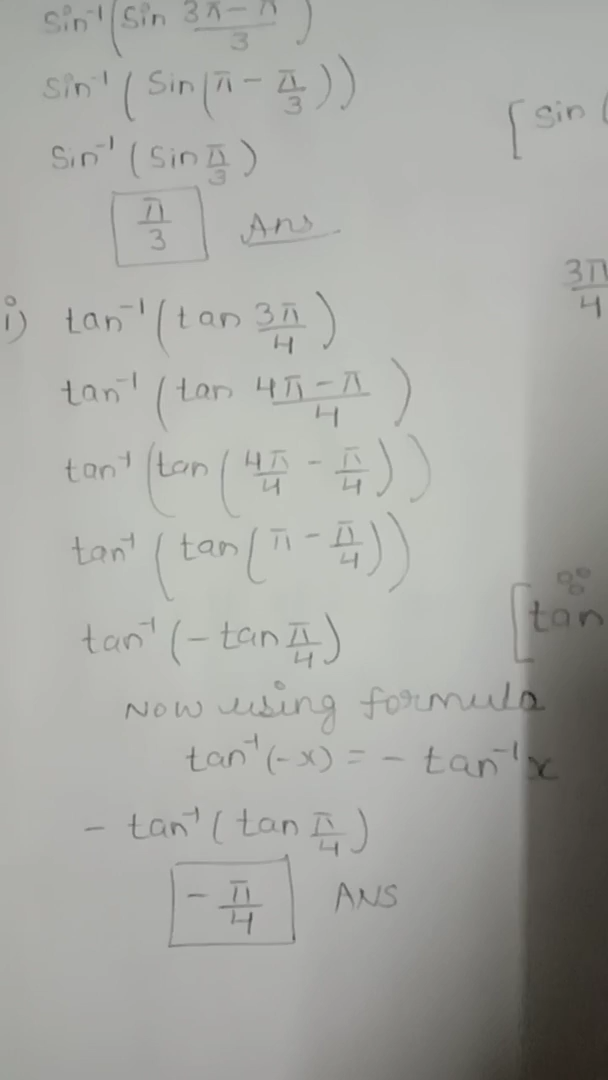 sin⁻¹(sin (3π-π)/3)
sin⁻¹(sin(π - π/3))
[sin (
sin⁻¹(sin π/3)
π/3 Ans
i) tan⁻¹(tan 3π/4)
3π/4
tan⁻¹(tan (4π-π)/4)
tan⁻¹(tan(4π/4 - π/4))
tan⁻¹(tan(π - π/4))
tan⁻¹(-tan π/4)
[tan
Now using formula
tan⁻¹(-x) = - tan⁻¹x
- tan⁻¹(tan π/4)
-π/4 ANS